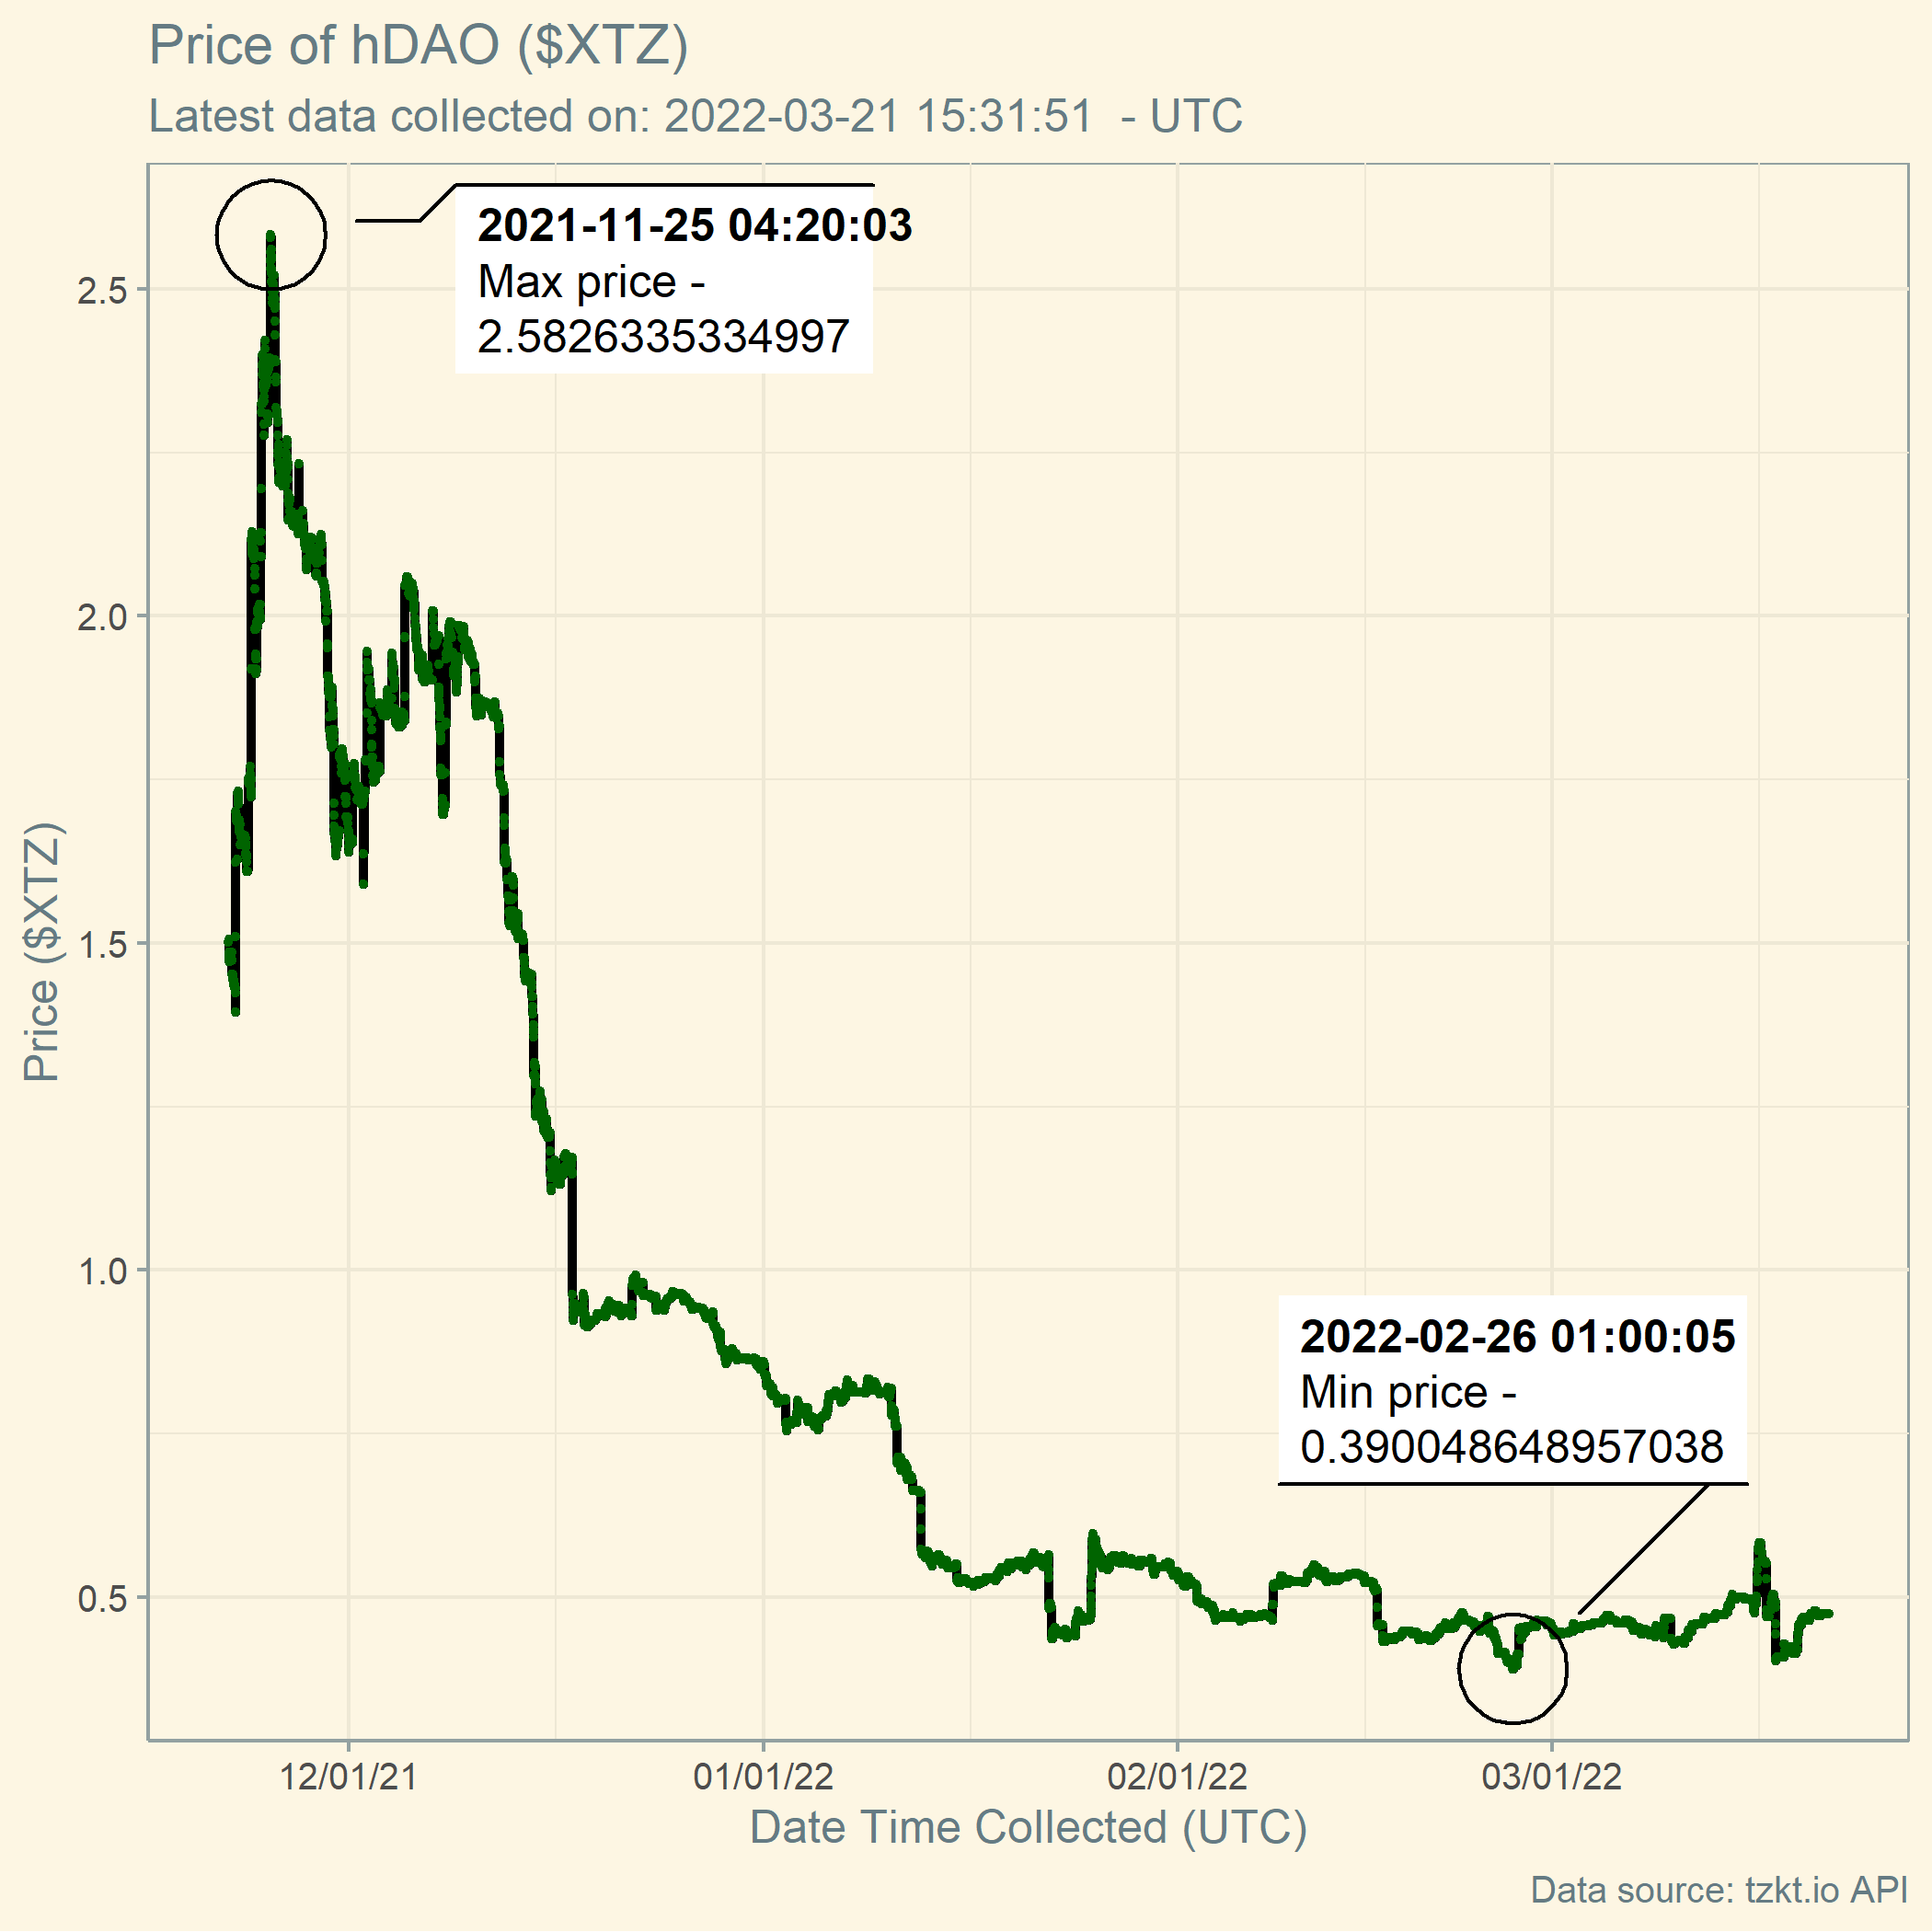 Price of hDAO ($XTZ)
Latest data collected on: 2022-03-21 15:31:51  - UTC
2021-11-25 04:20:03
Max price -
2.5826335334997
2.5
2.0
1.5
1.0
0.5
Price ($XTZ)
2022-02-26 01:00:05
Min price -
0.390048648957038
12/01/21
01/01/22
02/01/22
03/01/22
Date Time Collected (UTC)
Data source: tzkt.io API